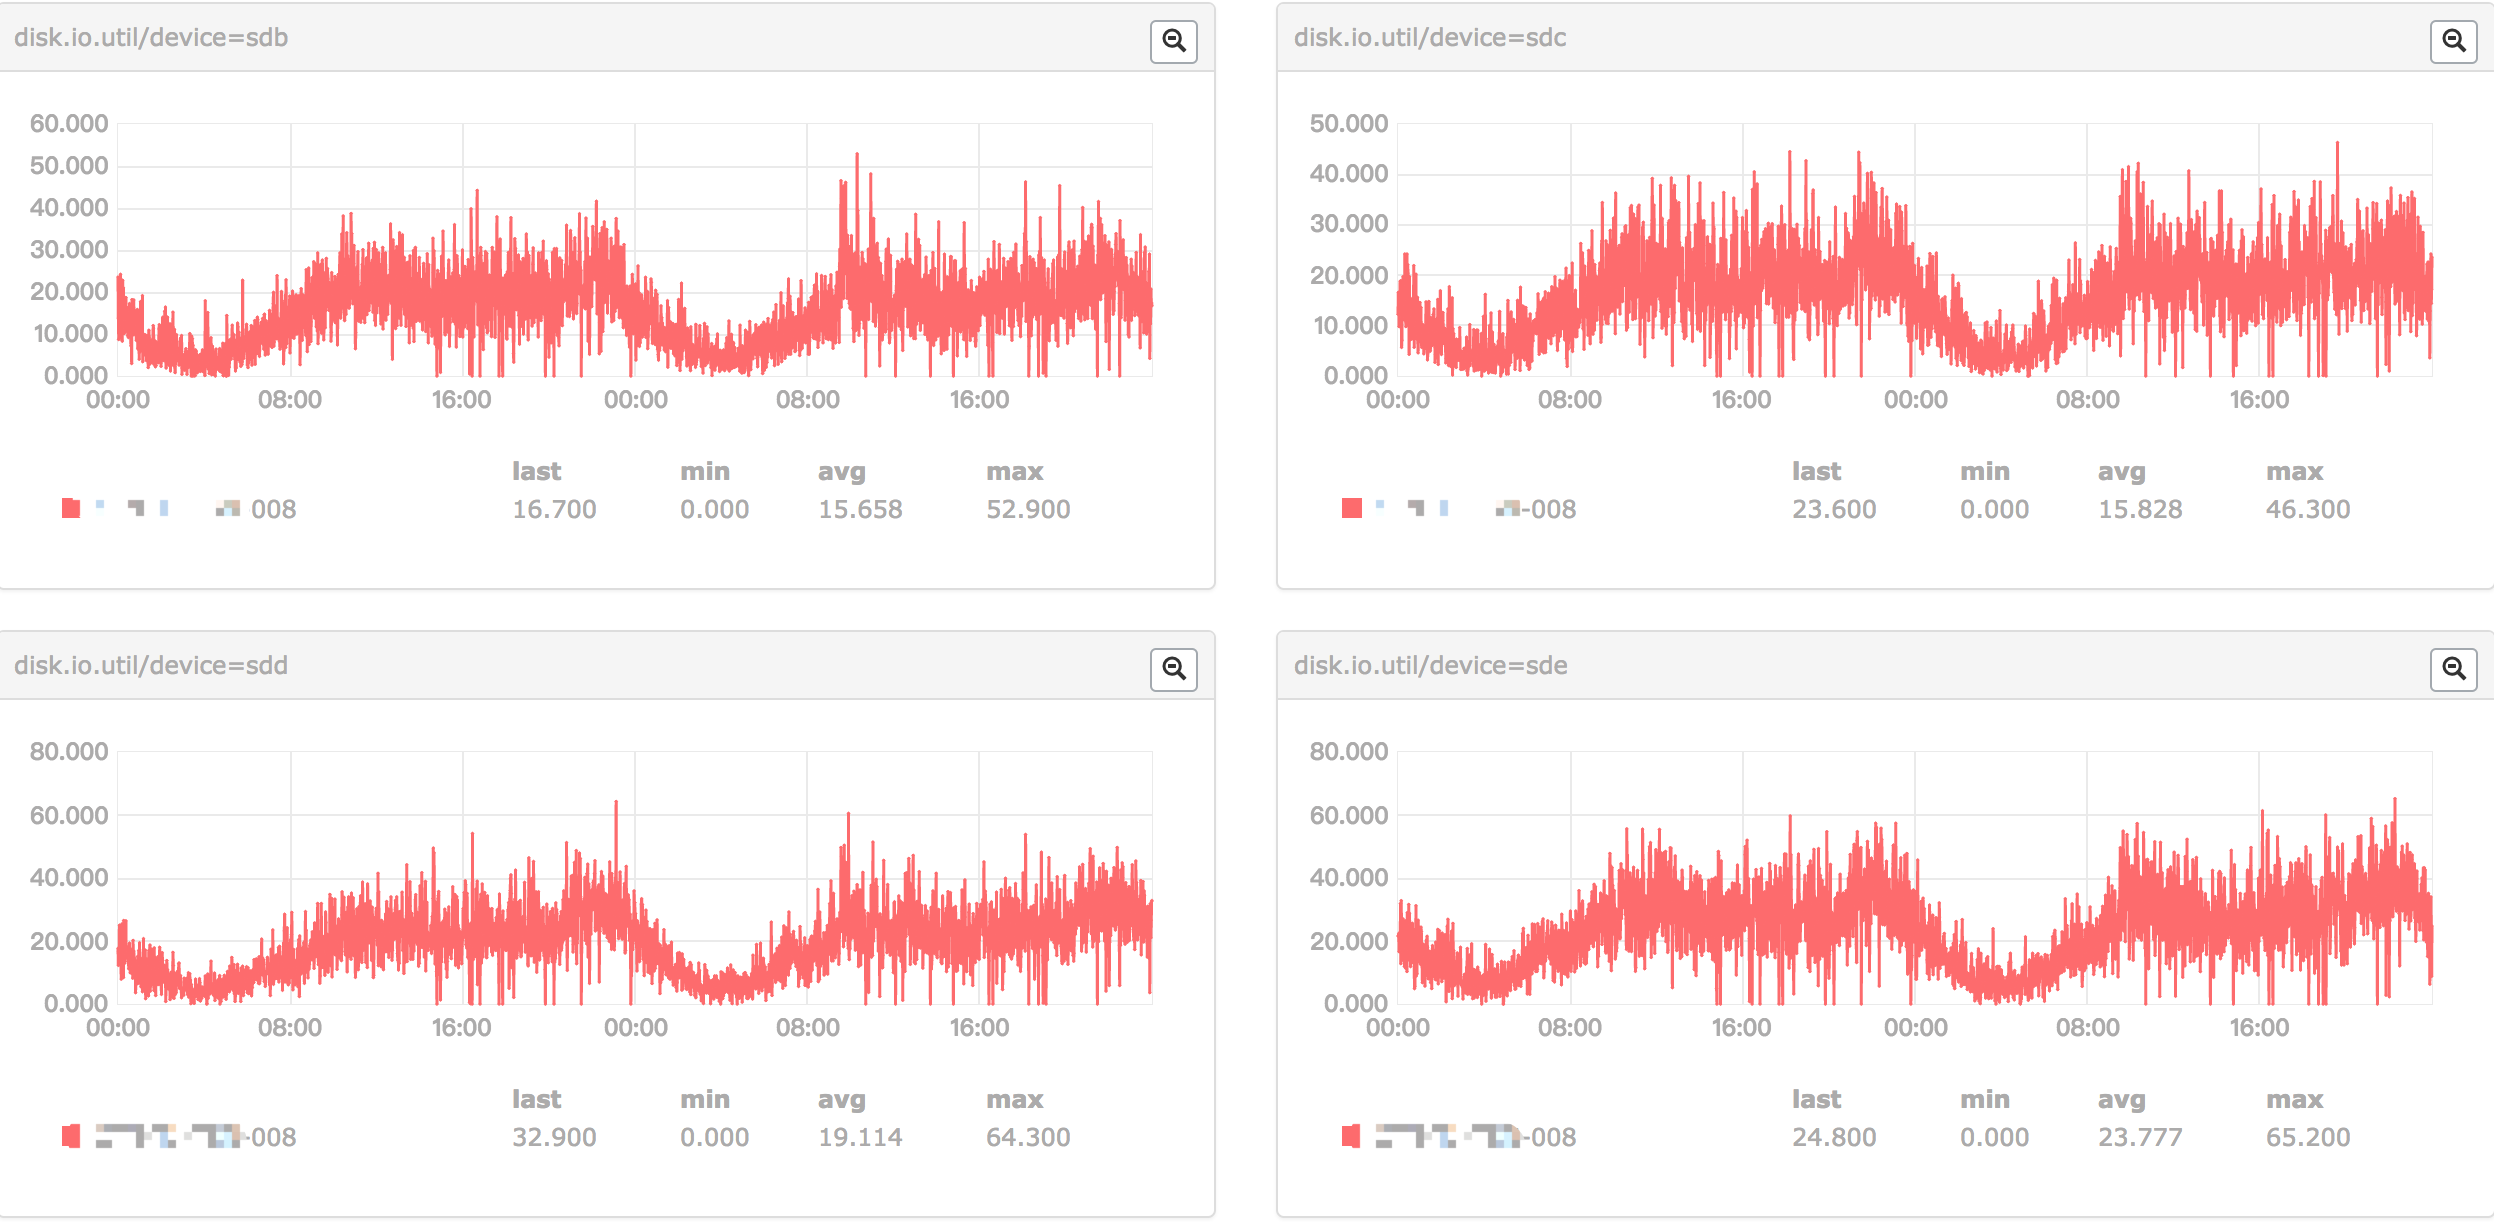 disk.io.util/device=sdb
60.000
50.000
40.000
30.000
20.000
10.000
0.000
00:00 08:00 16:00 00:00 08:00 16:00
last min avg max
008 16.700 0.000 15.658 52.900
disk.io.util/device=sdc
50.000
40.000
30.000
20.000
10.000
0.000
00:00 08:00 16:00 00:00 08:00 16:00
last min avg max
-008 23.600 0.000 15.828 46.300
disk.io.util/device=sdd
80.000
60.000
40.000
20.000
0.000
00:00 08:00 16:00 00:00 08:00 16:00
last min avg max
-008 32.900 0.000 19.114 64.300
disk.io.util/device=sde
80.000
60.000
40.000
20.000
0.000
00:00 08:00 16:00 00:00 08:00 16:00
last min avg max
-008 24.800 0.000 23.777 65.200